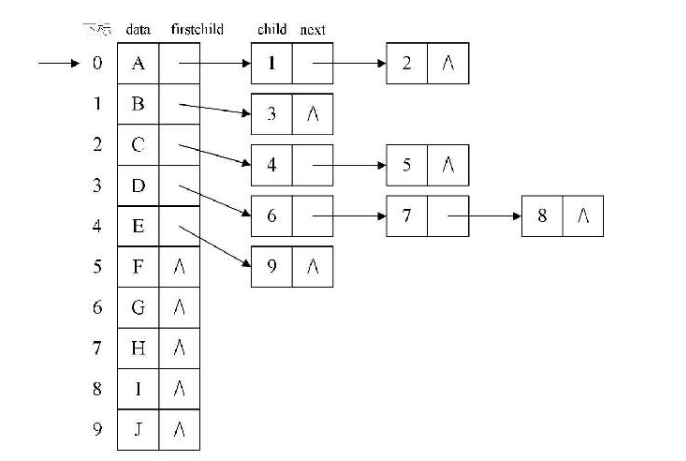 下标 data firstchild child next
0 A 1 2 Λ
1 B 3 Λ
2 C 4 5 Λ
3 D 6 7 8 Λ
4 E 9 Λ
5 F Λ
6 G Λ
7 H Λ
8 I Λ
9 J Λ